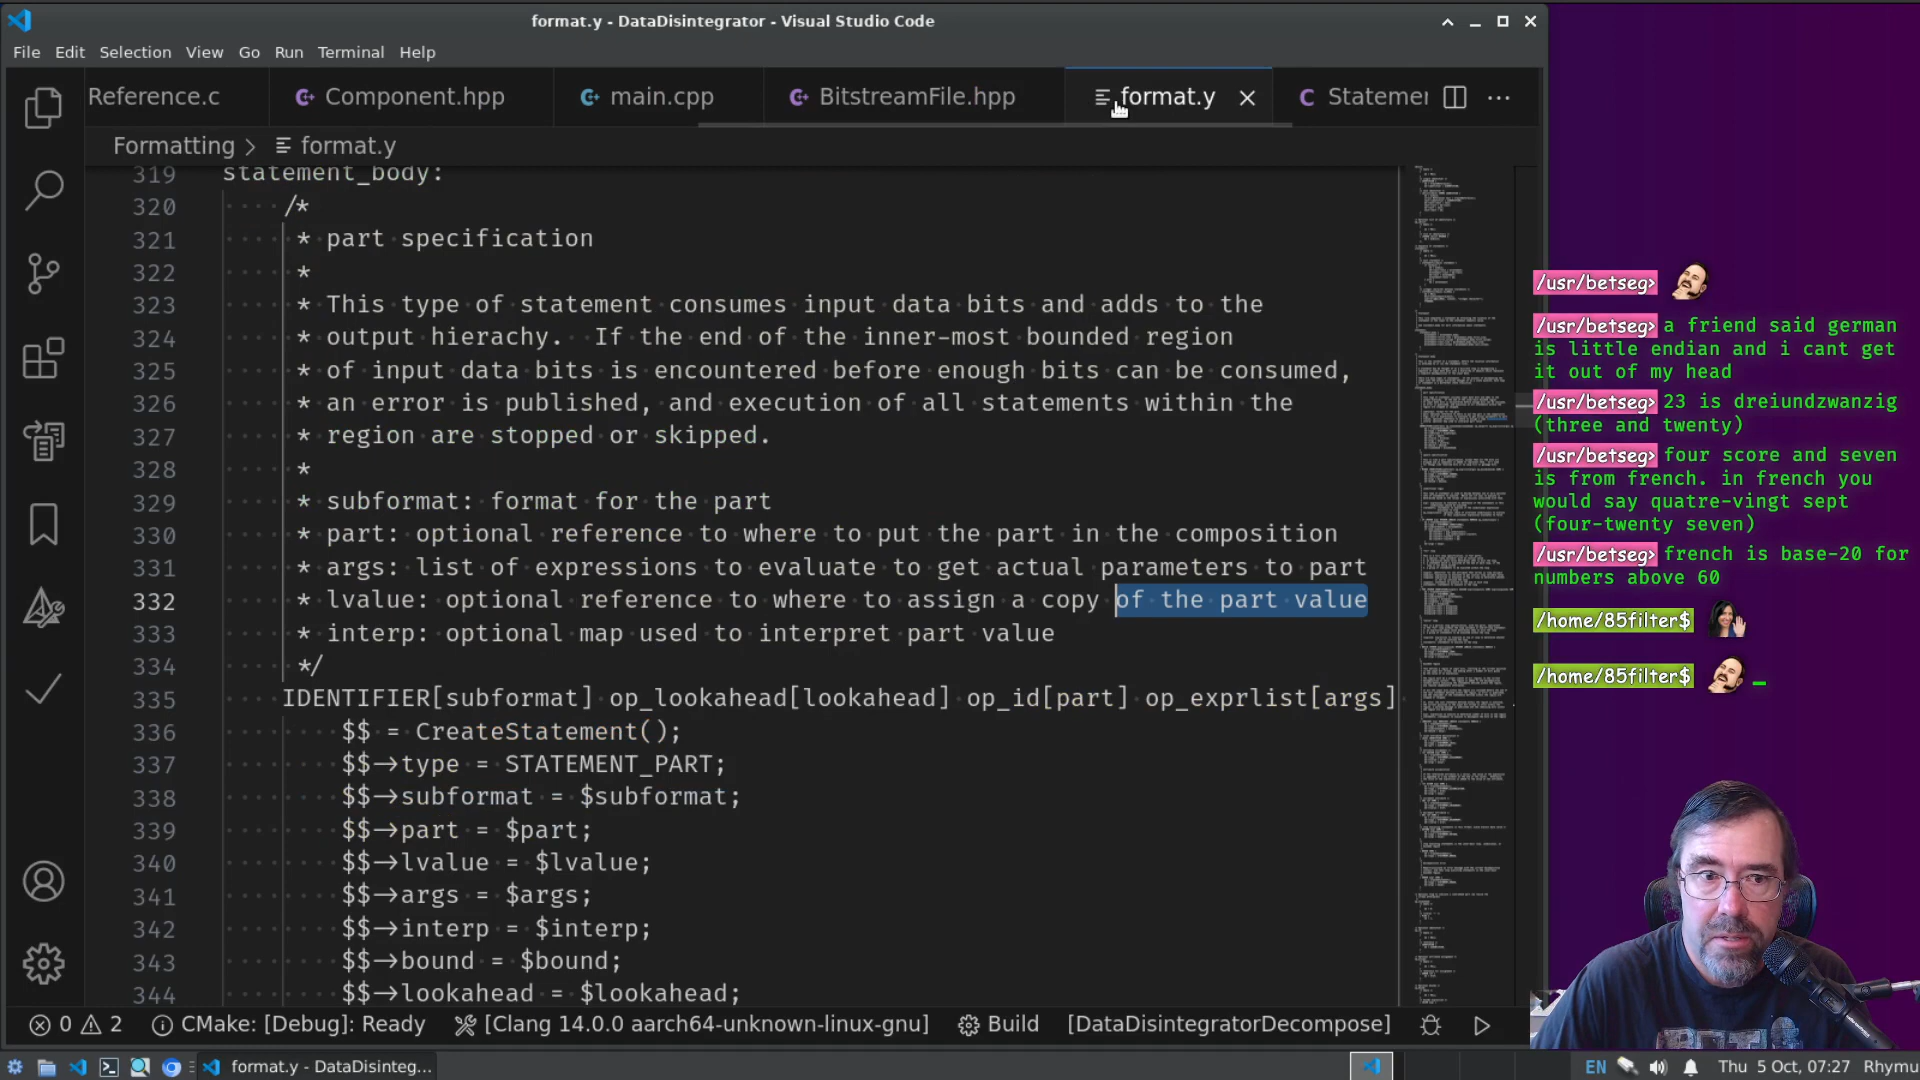 format.y - DataDisintegrator - Visual Studio Code
File Edit Selection View Go Run Terminal Help
Reference.c Component.hpp main.cpp BitstreamFile.hpp format.y Statemer
Formatting > format.y
319 statement_body:
320 /*
321 * part specification
322 *
323 * This type of statement consumes input data bits and adds to the
324 * output hierachy. If the end of the inner-most bounded region
325 * of input data bits is encountered before enough bits can be consumed,
326 * an error is published, and execution of all statements within the
327 * region are stopped or skipped.
328 *
329 * subformat: format for the part
330 * part: optional reference to where to put the part in the composition
331 * args: list of expressions to evaluate to get actual parameters to part
332 * lvalue: optional reference to where to assign a copy of the part value
333 * interp: optional map used to interpret part value
334 */
335 IDENTIFIER[subformat] op_lookahead[lookahead] op_id[part] op_exprlist[args]
336 $$ = CreateStatement();
337 $$->type = STATEMENT_PART;
338 $$->subformat = $subformat;
339 $$->part = $part;
340 $$->lvalue = $lvalue;
341 $$->args = $args;
342 $$->interp = $interp;
343 $$->bound = $bound;
344 $$->lookahead = $lookahead;
0 2 CMake: [Debug]: Ready [Clang 14.0.0 aarch64-unknown-linux-gnu] Build [DataDisintegratorDecompose]
format.y - DataDisinteg...
EN Thu 5 Oct, 07:27 Rhymu
/usr/betseg>
/usr/betseg> a friend said german
is little endian and i cant get
it out of my head
/usr/betseg> 23 is dreiundzwanzig
(three and twenty)
/usr/betseg> four score and seven
is from french. in french you
would say quatre-vingt sept
(four-twenty seven)
/usr/betseg> french is base-20 for
numbers above 60
/home/85filter$
/home/85filter$